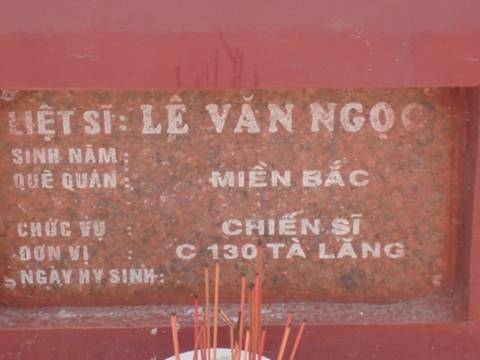 LIỆT SĨ: LÊ VĂN NGỌC
SINH NĂM :
QUÊ QUÁN : MIỀN BẮC
CHỨC VỤ : CHIẾN SĨ
ĐƠN VỊ : C 130 TÀ LĂNG
NGÀY HY SINH: